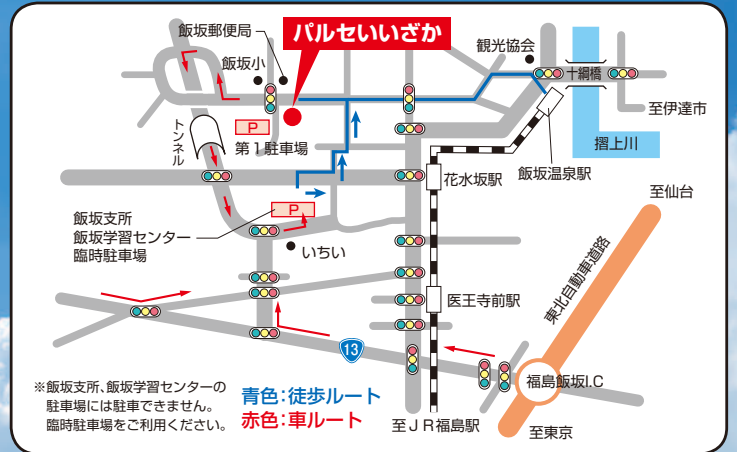 飯坂郵便局
飯坂小
パルセいいざか
観光協会
十綱橋
至伊達市
摺上川
トンネル
P
第1駐車場
飯坂温泉駅
花水坂駅
至仙台
P
飯坂支所
飯坂学習センター
臨時駐車場
いちい
東北自動車道路
医王寺前駅
13
福島飯坂I.C
※飯坂支所、飯坂学習センターの
駐車場には駐車できません。
臨時駐車場をご利用ください。
青色:徒歩ルート
赤色:車ルート
至JR福島駅
至東京